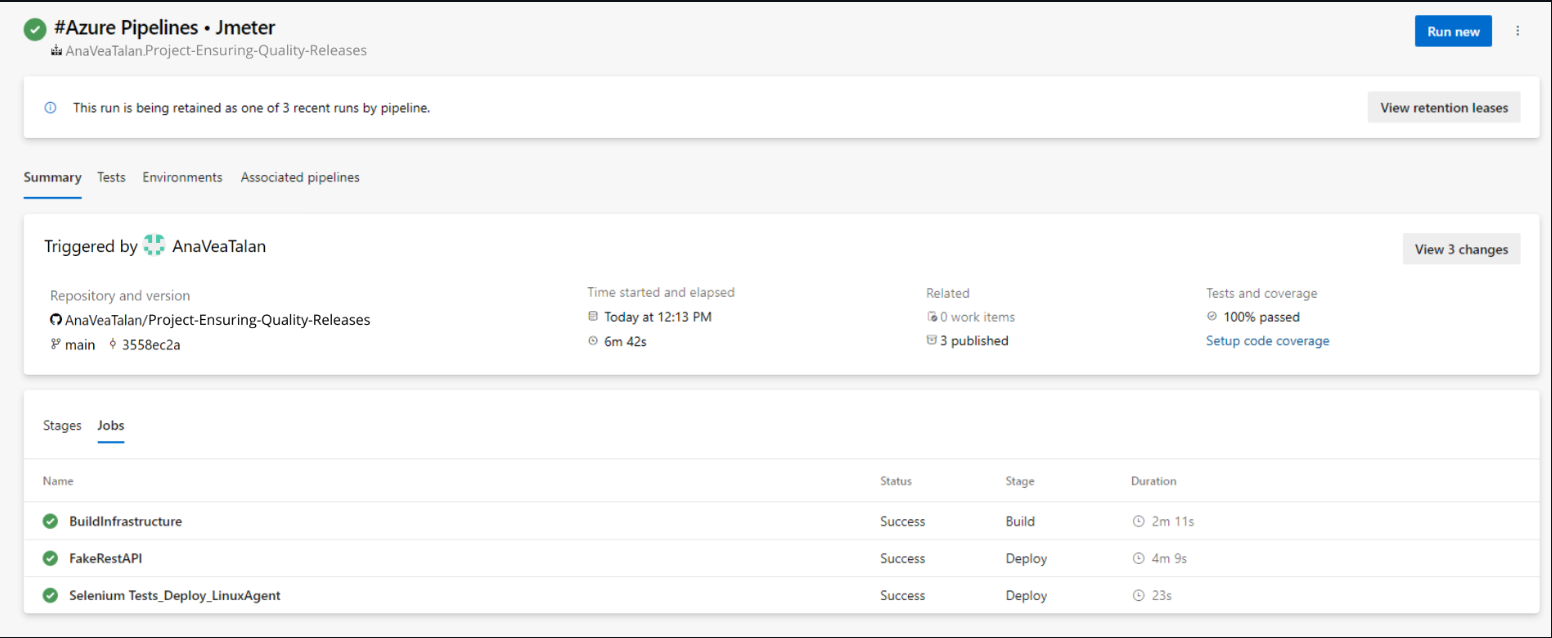 #Azure Pipelines • Jmeter
AnaVeaTalan.Project-Ensuring-Quality-Releases
Run new
This run is being retained as one of 3 recent runs by pipeline.
View retention leases
Summary Tests Environments Associated pipelines
Triggered by AnaVeaTalan
View 3 changes
Repository and version
AnaVeaTalan/Project-Ensuring-Quality-Releases
main 3558ec2a
Time started and elapsed
Today at 12:13 PM
6m 42s
Related
0 work items
3 published
Tests and coverage
100% passed
Setup code coverage
Stages Jobs
Name Status Stage Duration
BuildInfrastructure Success Build 2m 11s
FakeRestAPI Success Deploy 4m 9s
Selenium Tests_Deploy_LinuxAgent Success Deploy 23s